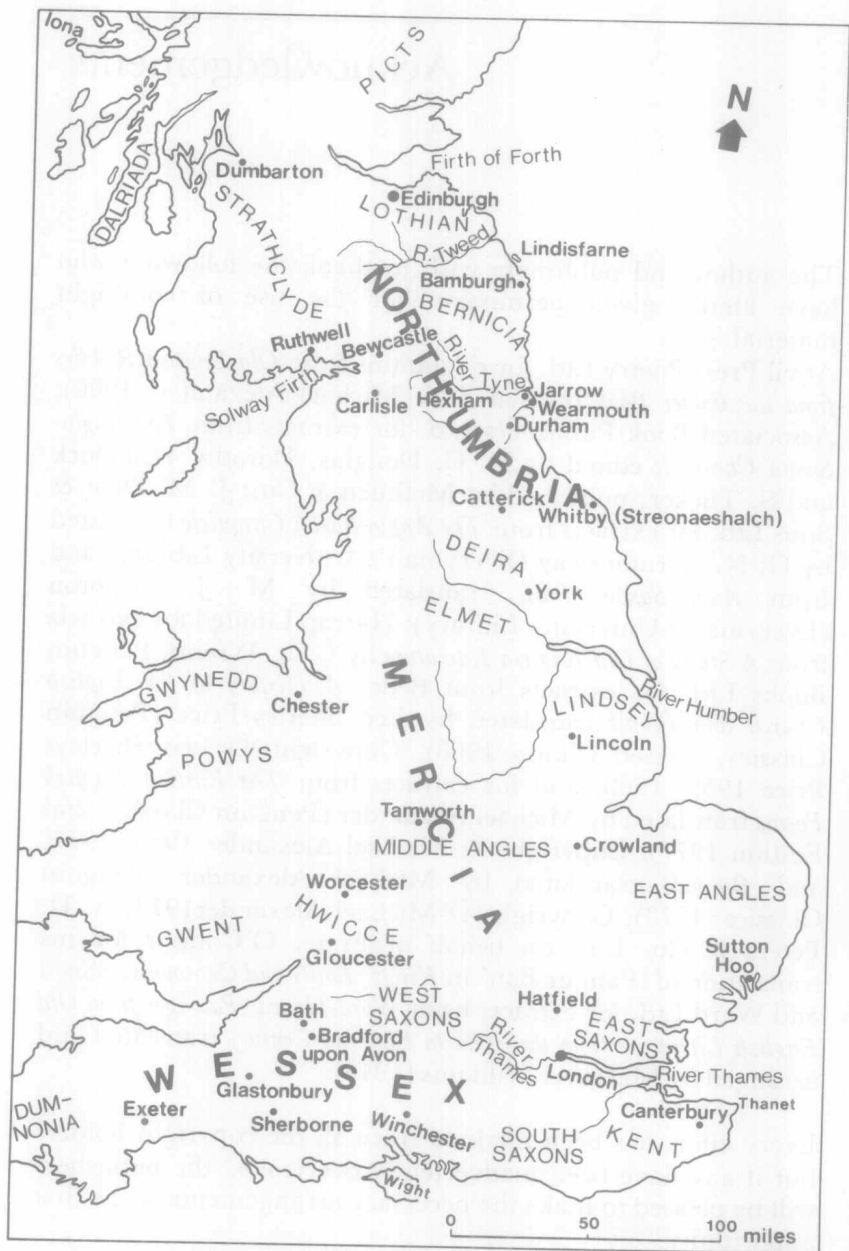 Iona
PICTS
N
Firth of Forth
Dumbarton
DALRIADA
Edinburgh
STRATHCLYDE
LOTHIAN
R. Tweed
Lindisfarne
Bamburgh
BERNICIA
NORTHUMBRIA
Ruthwell
Bewcastle
River Tyne
Jarrow
Solway Firth
Carlisle
Hexham
Wearmouth
Durham
Catterick
Whitby (Streonaeshalch)
DEIRA
York
ELMET
MERCIA
GWYNEDD
Chester
LINDSEY
River Humber
Lincoln
POWYS
Tamworth
MIDDLE ANGLES
Crowland
EAST ANGLES
Worcester
HWICCE
GWENT
Gloucester
Sutton
Hoo
WEST
SAXONS
Hatfield
Bath
Bradford
upon Avon
River
Thames
EAST
SAXONS
London
River Thames
WESSEX
Thanet
Glastonbury
Canterbury
DUM-
NONIA
Exeter
Sherborne
Winchester
SOUTH
SAXONS
KENT
Wight
0 50 100 miles